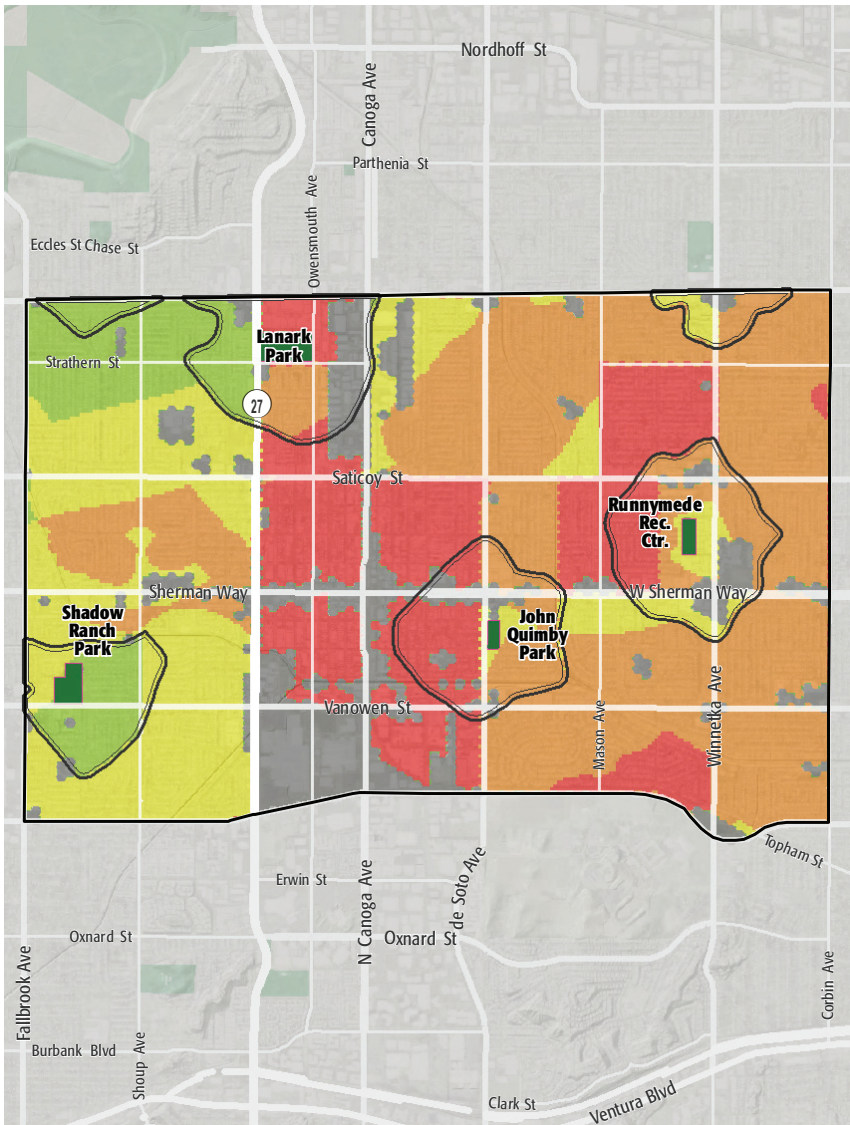 Nordhoff St
Canoga Ave
Parthenia St
Owensmouth Ave
Eccles St
Chase St
Lanark
Park
Strathern St
27
Saticoy St
Runnymede
Rec.
Ctr.
Sherman Way
W Sherman Way
Shadow
Ranch
Park
John
Quimby
Park
Vanowen St
Mason Ave
Winnetka Ave
Topham St
Erwin St
N Canoga Ave
de Soto Ave
Oxnard St
Oxnard St
Fallbrook Ave
Corbin Ave
Burbank Blvd
Shoup Ave
Clark St
Ventura Blvd